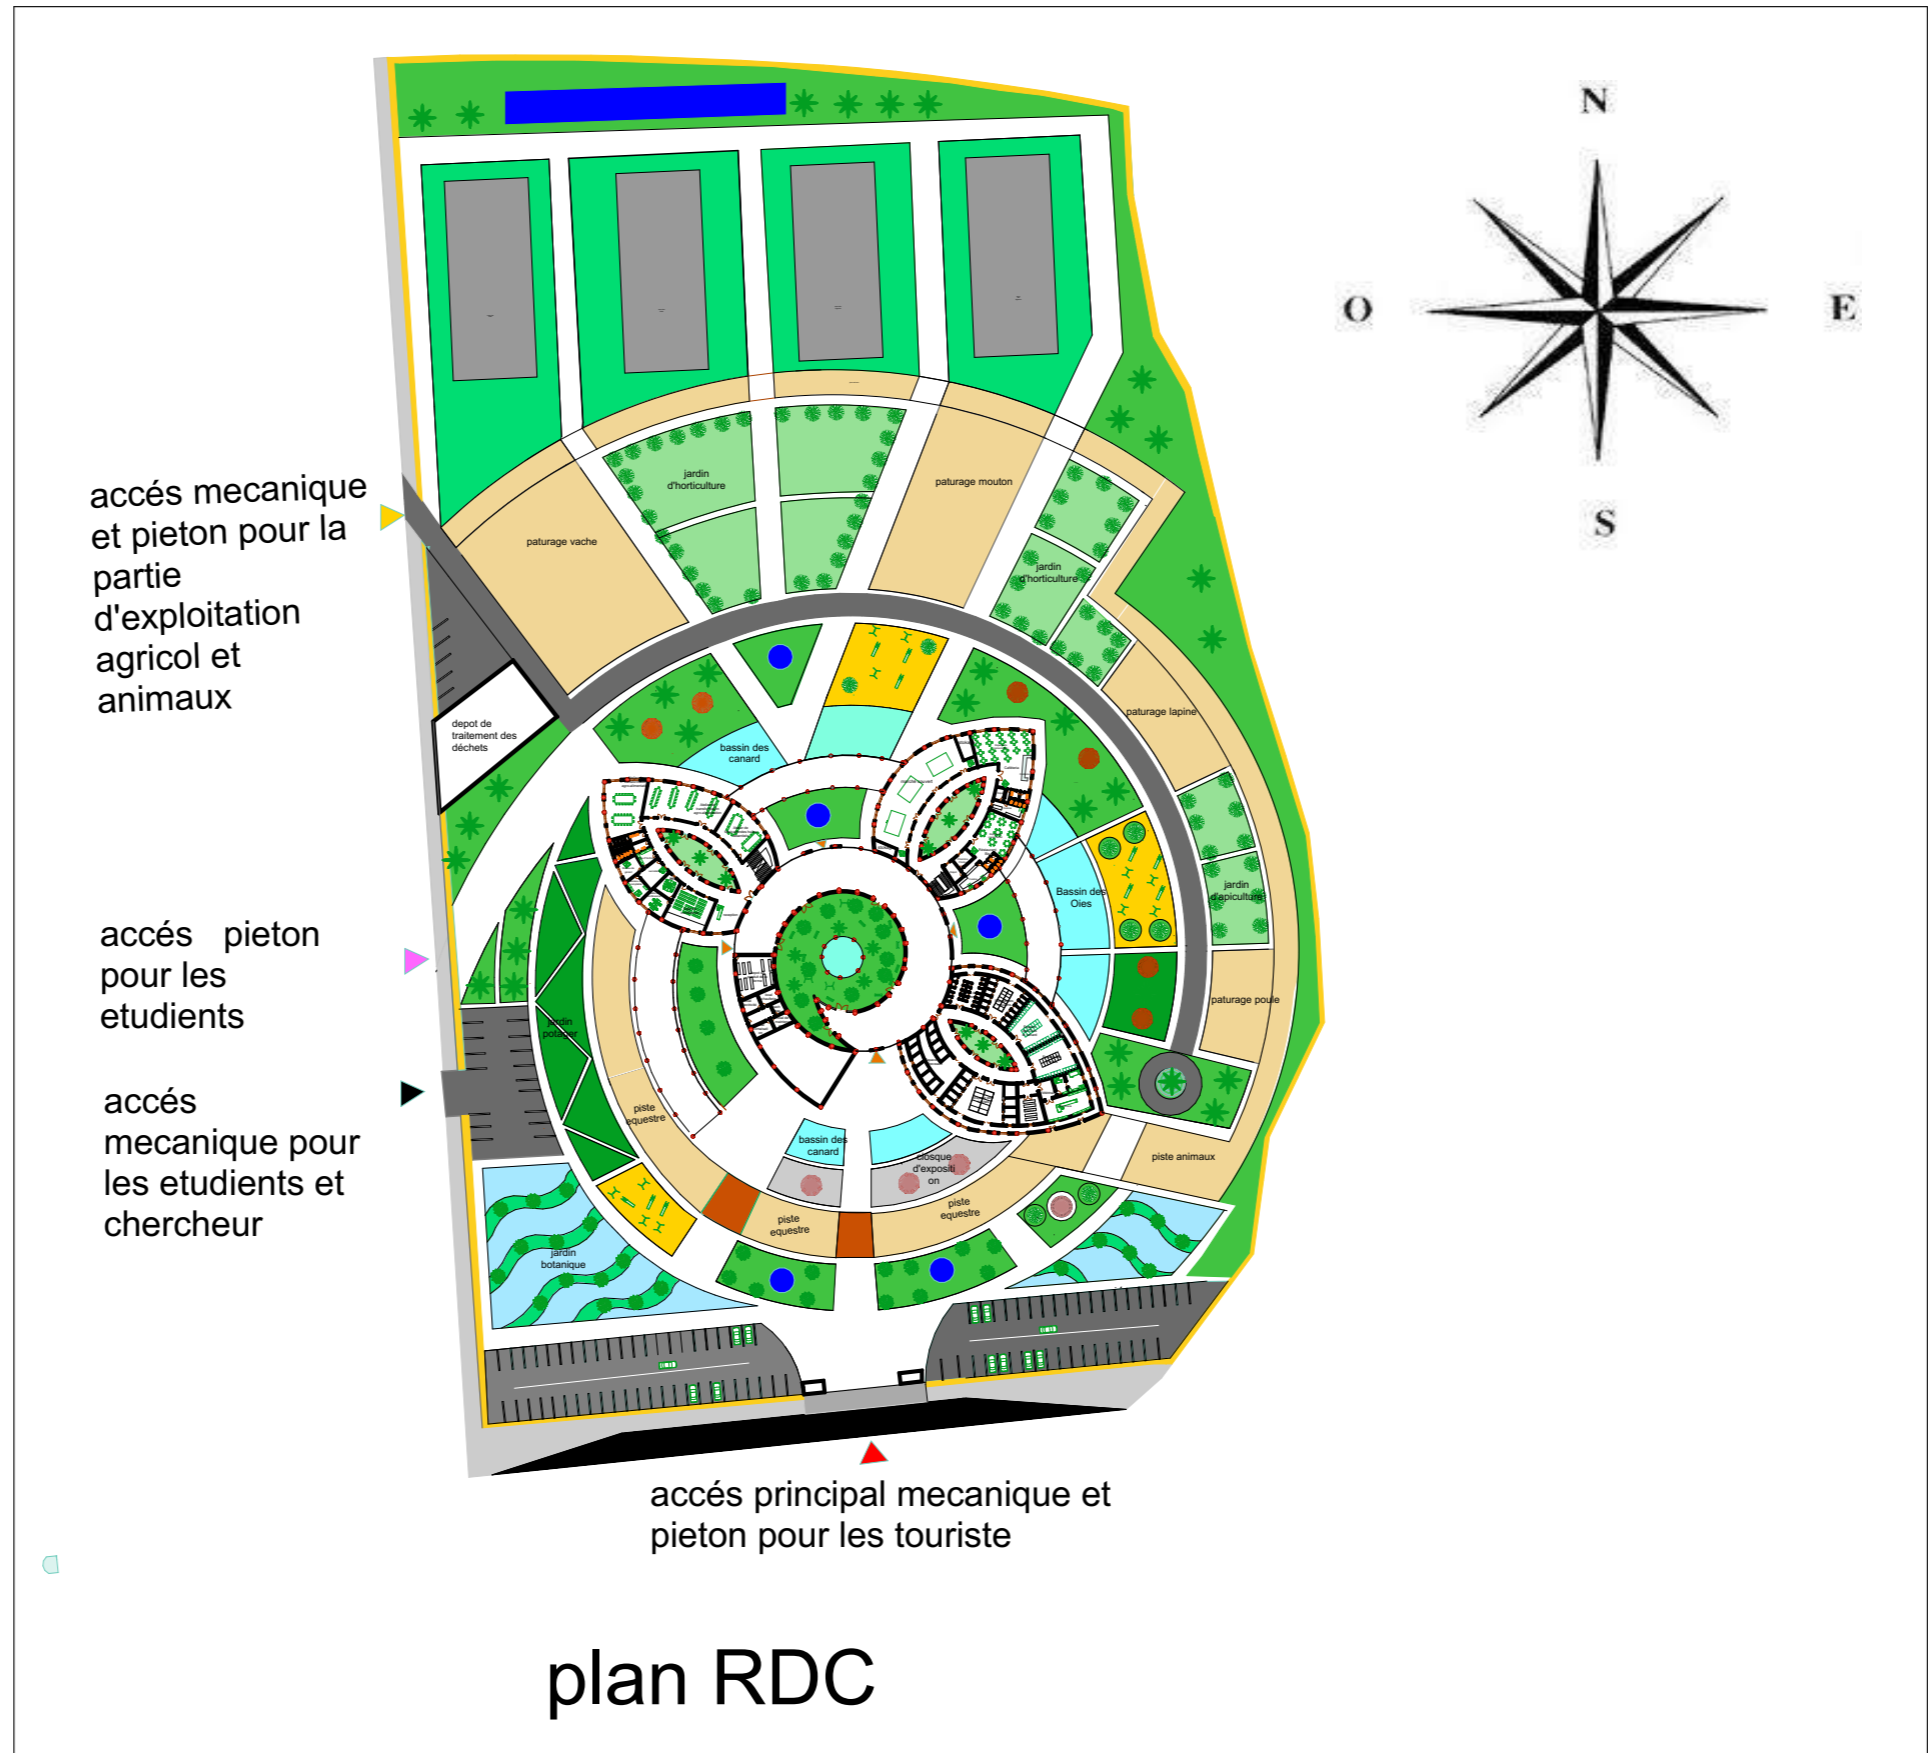 N
O
E
S
accés mecanique
et pieton pour la
partie
d'exploitation
agricol et
animaux
accés pieton
pour les
etudients
accés
mecanique pour
les etudients et
chercheur
jardin
d'horticulture
paturage mouton
paturage vache
jardin
d'horticulture
depot de
traitement des
déchets
paturage lapine
bassin des
canard
Bassin des
Oies
jardin
d'apiculture
paturage poule
jardin
potager
piste
equestre
bassin des
canard
closque
d'expositi
on
piste animaux
piste
equestre
piste
equestre
jardin
botanique
accés principal mecanique et
pieton pour les touriste
plan RDC